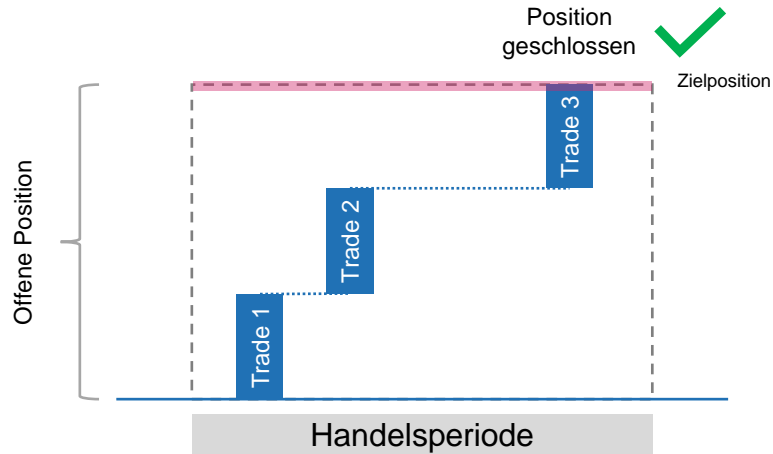 Position
geschlossen
Zielposition
Offene Position
Trade 1
Trade 2
Trade 3
Handelsperiode